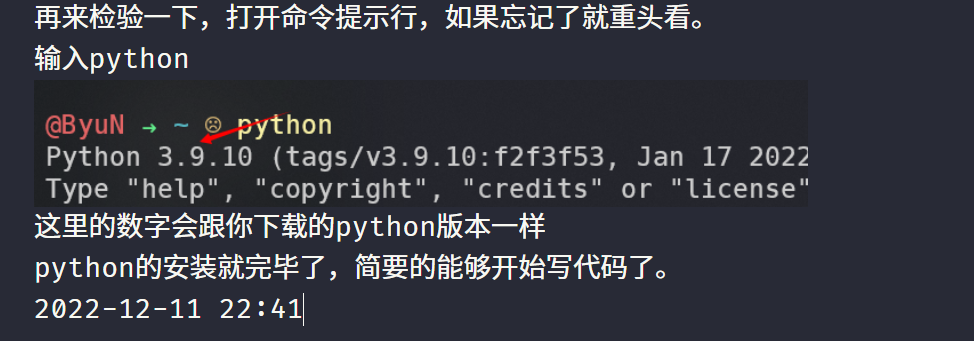 再来检验一下，打开命令提示行，如果忘记了就重头看。
输入python
@ByuN → ~ ☹ python
Python 3.9.10 (tags/v3.9.10:f2f3f53, Jan 17 2022
Type "help", "copyright", "credits" or "license"
这里的数字会跟你下载的python版本一样
python的安装就完毕了，简要的能够开始写代码了。
2022-12-11 22:41